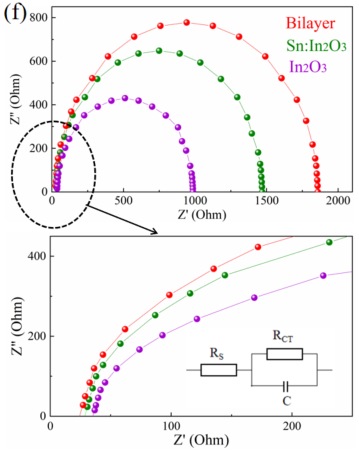 (f)
Bilayer
Sn:In2O3
In2O3
Z'' (Ohm)
800
600
400
200
0
0 500 1000 1500 2000
Z' (Ohm)
Z'' (Ohm)
400
200
0
RS
RCT
C
0 100 200
Z' (Ohm)